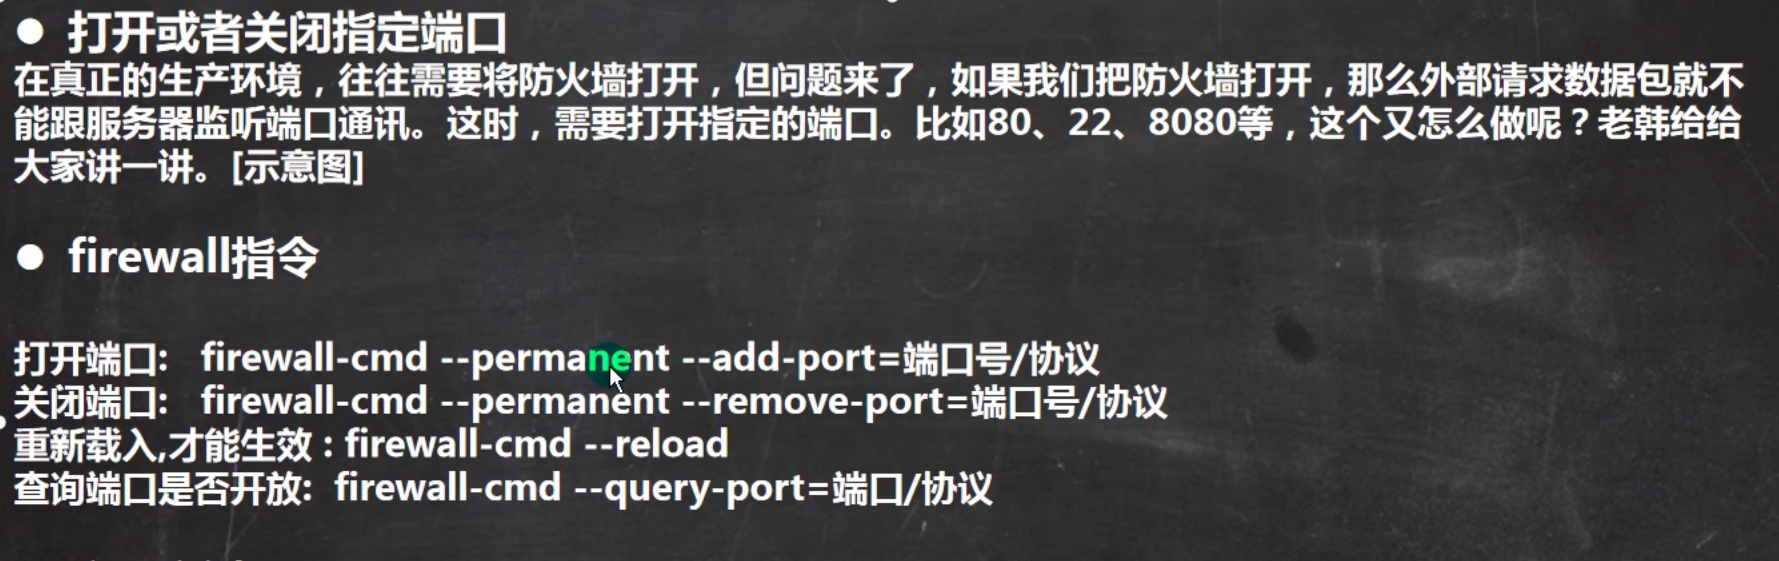 ● 打开或者关闭指定端口
在真正的生产环境，往往需要将防火墙打开，但问题来了，如果我们把防火墙打开，那么外部请求数据包就不
能跟服务器监听端口通讯。这时，需要打开指定的端口。比如80、22、8080等，这个又怎么做呢？老韩给给
大家讲一讲。[示意图]
● firewall指令
打开端口: firewall-cmd --permanent --add-port=端口号/协议
关闭端口: firewall-cmd --permanent --remove-port=端口号/协议
重新载入,才能生效 : firewall-cmd --reload
查询端口是否开放: firewall-cmd --query-port=端口/协议